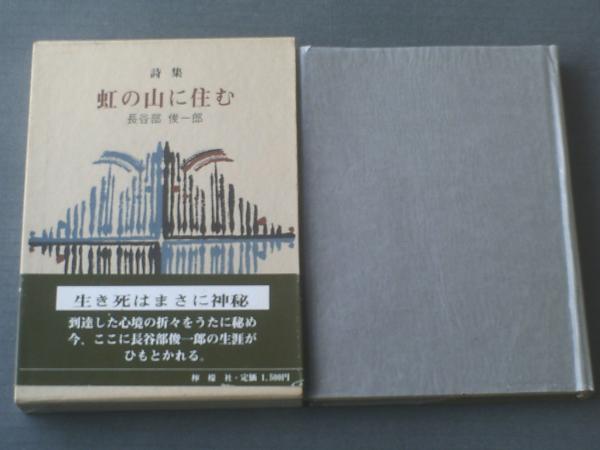 詩集
虹の山に住む
長谷部 俊一郎
生き死はまさに神秘
到達した心境の折々をうたに秘め
今、ここに長谷部俊一郎の生涯が
ひもとかれる。
檸檬社・定価1,500円